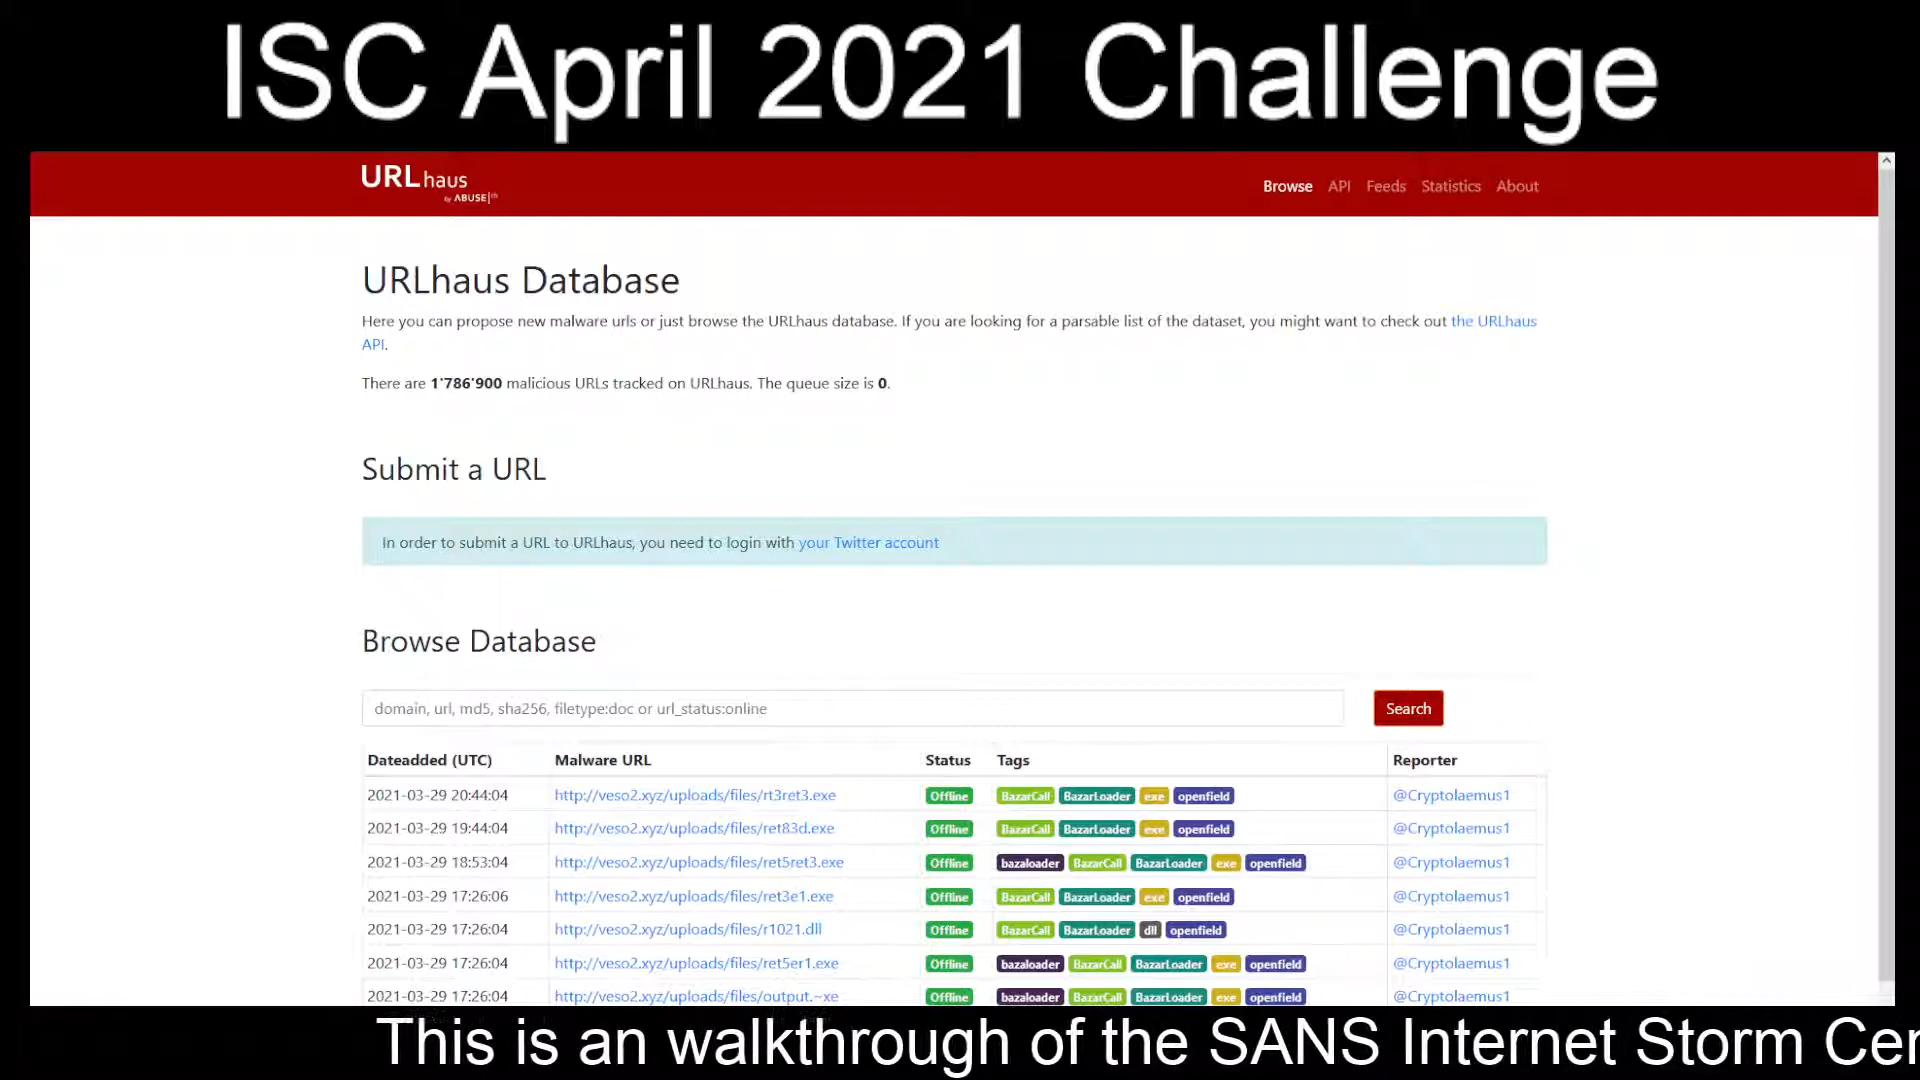 ISC April 2021 Challenge
URLhaus
by ABUSE|ch
Browse API Feeds Statistics About
URLhaus Database
Here you can propose new malware urls or just browse the URLhaus database. If you are looking for a parsable list of the dataset, you might want to check out the URLhaus
API.
There are 1'786'900 malicious URLs tracked on URLhaus. The queue size is 0.
Submit a URL
In order to submit a URL to URLhaus, you need to login with your Twitter account
Browse Database
domain, url, md5, sha256, filetype:doc or url_status:online Search
Dateadded (UTC) Malware URL Status Tags Reporter
2021-03-29 20:44:04 http://veso2.xyz/uploads/files/rt3ret3.exe Offline BazarCall BazarLoader exe openfield @Cryptolaemus1
2021-03-29 19:44:04 http://veso2.xyz/uploads/files/ret83d.exe Offline BazarCall BazarLoader exe openfield @Cryptolaemus1
2021-03-29 18:53:04 http://veso2.xyz/uploads/files/ret5ret3.exe Offline bazaloader BazarCall BazarLoader exe openfield @Cryptolaemus1
2021-03-29 17:26:06 http://veso2.xyz/uploads/files/ret3e1.exe Offline BazarCall BazarLoader exe openfield @Cryptolaemus1
2021-03-29 17:26:04 http://veso2.xyz/uploads/files/r1021.dll Offline BazarCall BazarLoader dll openfield @Cryptolaemus1
2021-03-29 17:26:04 http://veso2.xyz/uploads/files/ret5er1.exe Offline bazaloader BazarCall BazarLoader exe openfield @Cryptolaemus1
2021-03-29 17:26:04 http://veso2.xyz/uploads/files/output.~xe Offline bazaloader BazarCall BazarLoader exe openfield @Cryptolaemus1
This is an walkthrough of the SANS Internet Storm Cer